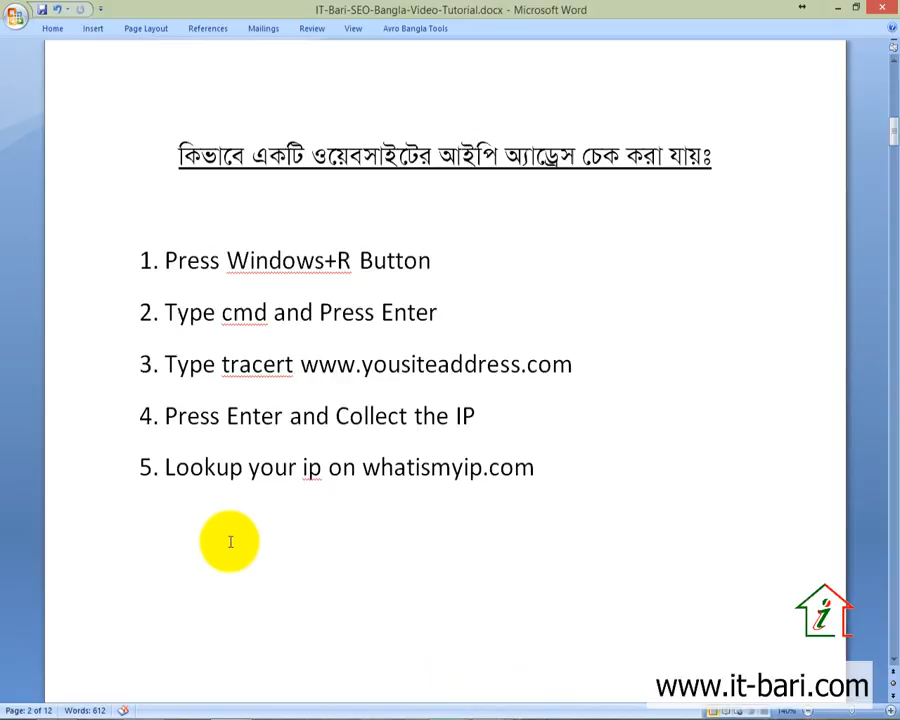 IT-Bari-SEO-Bangla-Video-Tutorial.docx - Microsoft Word
Home Insert Page Layout References Mailings Review View Avro Bangla Tools
কিভাবে একটি ওয়েবসাইটের আইপি অ্যাড্রেস চেক করা যায়ঃ
1. Press Windows+R Button
2. Type cmd and Press Enter
3. Type tracert www.yousiteaddress.com
4. Press Enter and Collect the IP
5. Lookup your ip on whatismyip.com
i
www.it-bari.com
Page: 2 of 12 Words: 612 140%